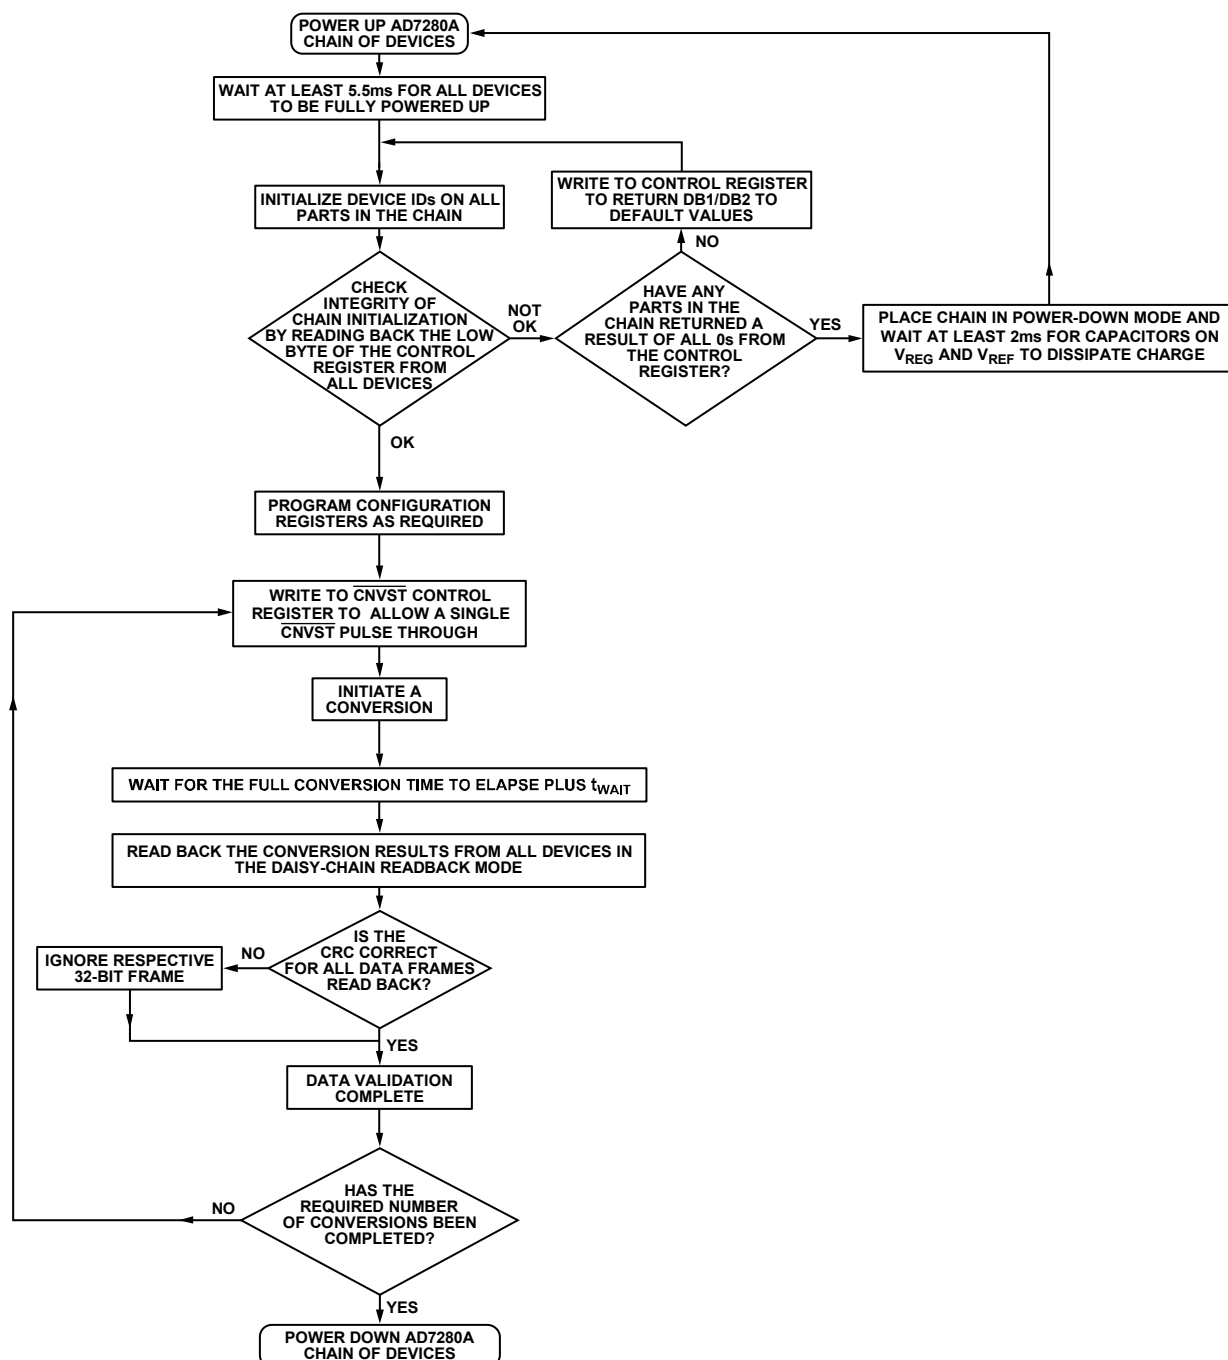 POWER UP AD7280A
CHAIN OF DEVICES
WAIT AT LEAST 5.5ms FOR ALL DEVICES
TO BE FULLY POWERED UP
INITIALIZE DEVICE IDs ON ALL
PARTS IN THE CHAIN
WRITE TO CONTROL REGISTER
TO RETURN DB1/DB2 TO
DEFAULT VALUES
NO
CHECK
INTEGRITY OF
CHAIN INITIALIZATION
BY READING BACK THE LOW
BYTE OF THE CONTROL
REGISTER FROM
ALL DEVICES
NOT
OK
HAVE ANY
PARTS IN THE
CHAIN RETURNED A
RESULT OF ALL 0s FROM
THE CONTROL
REGISTER?
YES
PLACE CHAIN IN POWER-DOWN MODE AND
WAIT AT LEAST 2ms FOR CAPACITORS ON
VREG AND VREF TO DISSIPATE CHARGE
OK
PROGRAM CONFIGURATION
REGISTERS AS REQUIRED
WRITE TO CNVST CONTROL
REGISTER TO ALLOW A SINGLE
CNVST PULSE THROUGH
INITIATE A
CONVERSION
WAIT FOR THE FULL CONVERSION TIME TO ELAPSE PLUS tWAIT
READ BACK THE CONVERSION RESULTS FROM ALL DEVICES IN
THE DAISY-CHAIN READBACK MODE
IS THE
CRC CORRECT
FOR ALL DATA FRAMES
READ BACK?
NO
IGNORE RESPECTIVE
32-BIT FRAME
YES
DATA VALIDATION
COMPLETE
HAS THE
REQUIRED NUMBER
OF CONVERSIONS BEEN
COMPLETED?
NO
YES
POWER DOWN AD7280A
CHAIN OF DEVICES